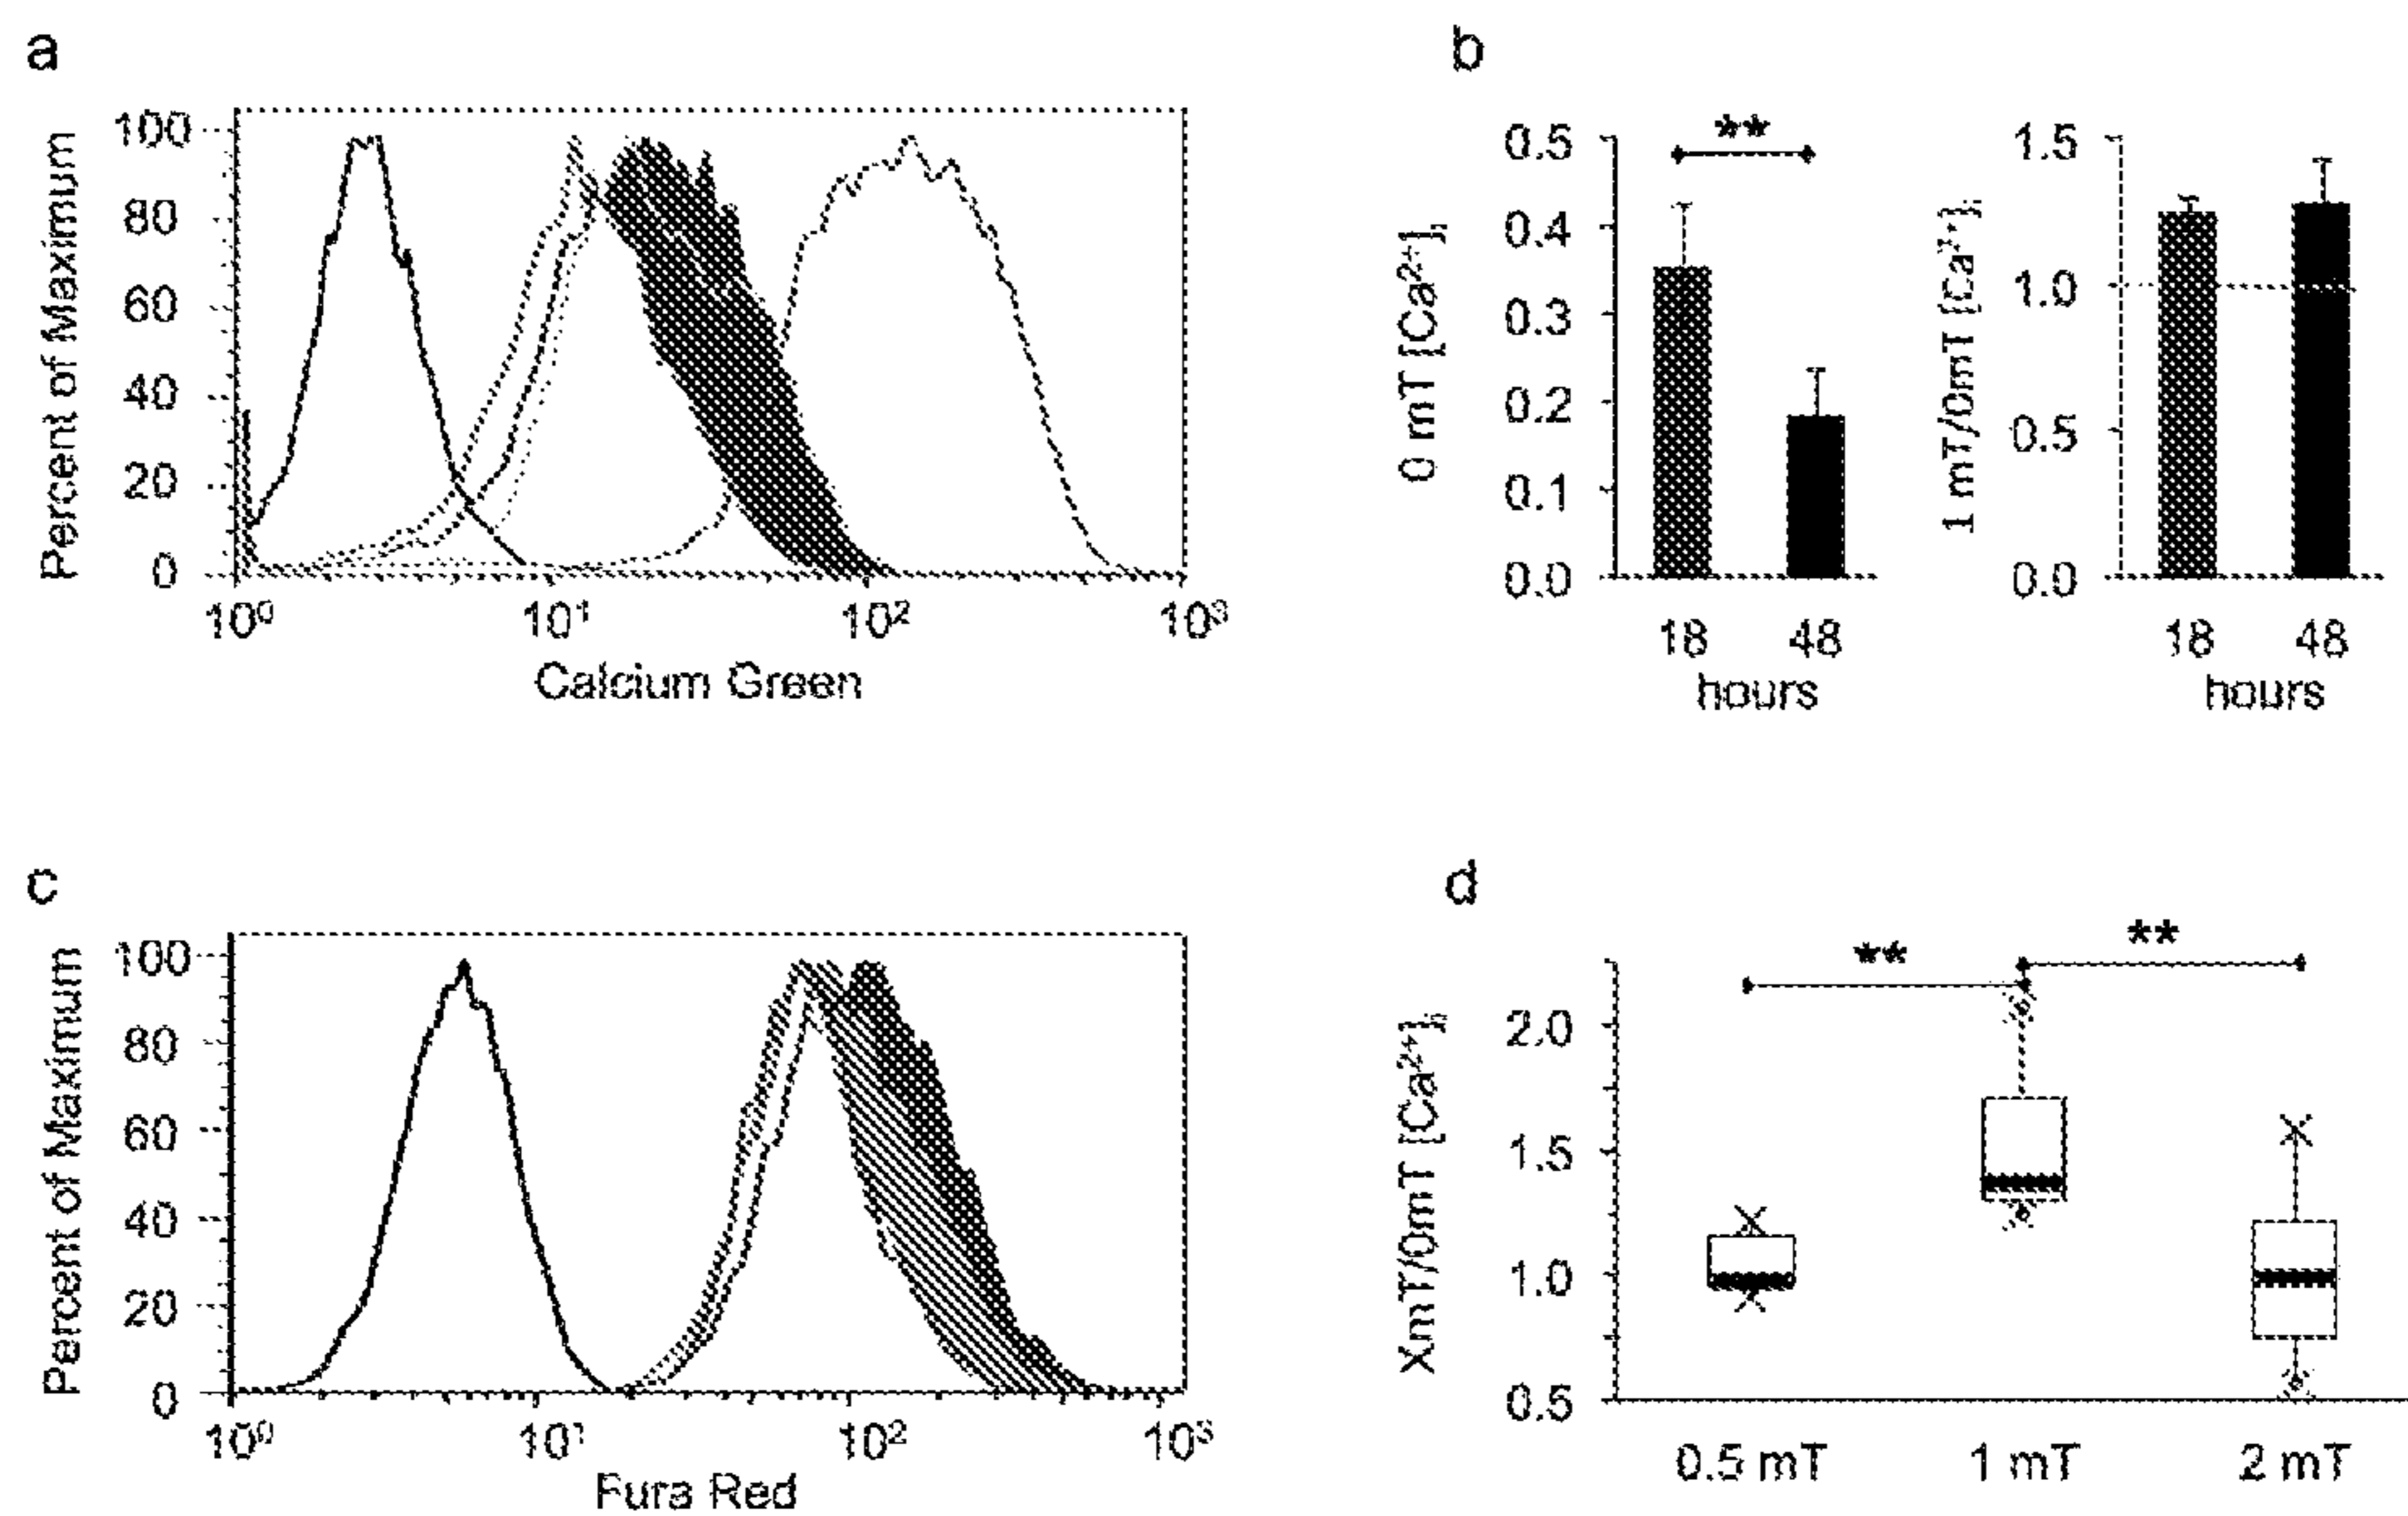 a
Percent of Maximum
100
80
60
40
20
0
10⁰ 10¹ 10² 10³
Calcium Green
b
0 mT [Ca²⁺]ᵢ
0.5
0.4
0.3
0.2
0.1
0.0
**
18 48
hours
1 mT/0mT [Ca²⁺]ᵢ
1.5
1.0
0.5
0.0
18 48
hours
c
Percent of Maximum
100
80
60
40
20
0
10⁰ 10¹ 10² 10³
Fura Red
d
XmT/0mT [Ca²⁺]ᵢ
2.0
1.5
1.0
0.5
** **
0.5 mT 1 mT 2 mT